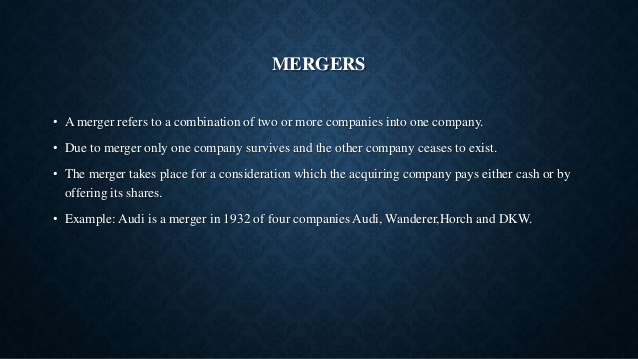 MERGERS
• A merger refers to a combination of two or more companies into one company.
• Due to merger only one company survives and the other company ceases to exist.
• The merger takes place for a consideration which the acquiring company pays either cash or by
offering its shares.
• Example: Audi is a merger in 1932 of four companies Audi, Wanderer,Horch and DKW.